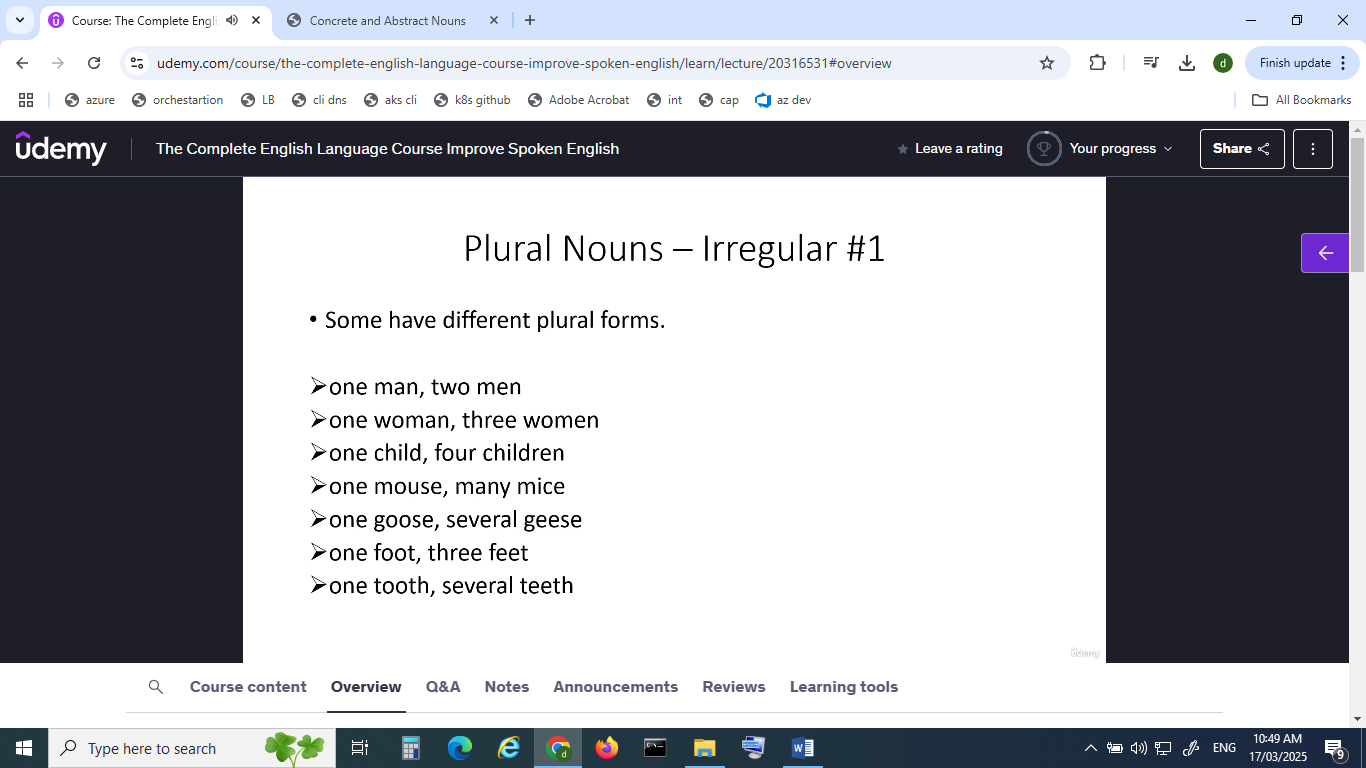 Course: The Complete Engli
Concrete and Abstract Nouns
udemy.com/course/the-complete-english-language-course-improve-spoken-english/learn/lecture/20316531#overview
d
Finish update
azure
orchestartion
LB
cli dns
aks cli
k8s github
Adobe Acrobat
int
cap
az dev
All Bookmarks
udemy
The Complete English Language Course Improve Spoken English
Leave a rating
Your progress
Share
Plural Nouns – Irregular #1
• Some have different plural forms.
➢one man, two men
➢one woman, three women
➢one child, four children
➢one mouse, many mice
➢one goose, several geese
➢one foot, three feet
➢one tooth, several teeth
udemy
Course content
Overview
Q&A
Notes
Announcements
Reviews
Learning tools
Type here to search
d
ENG
10:49 AM
17/03/2025
9